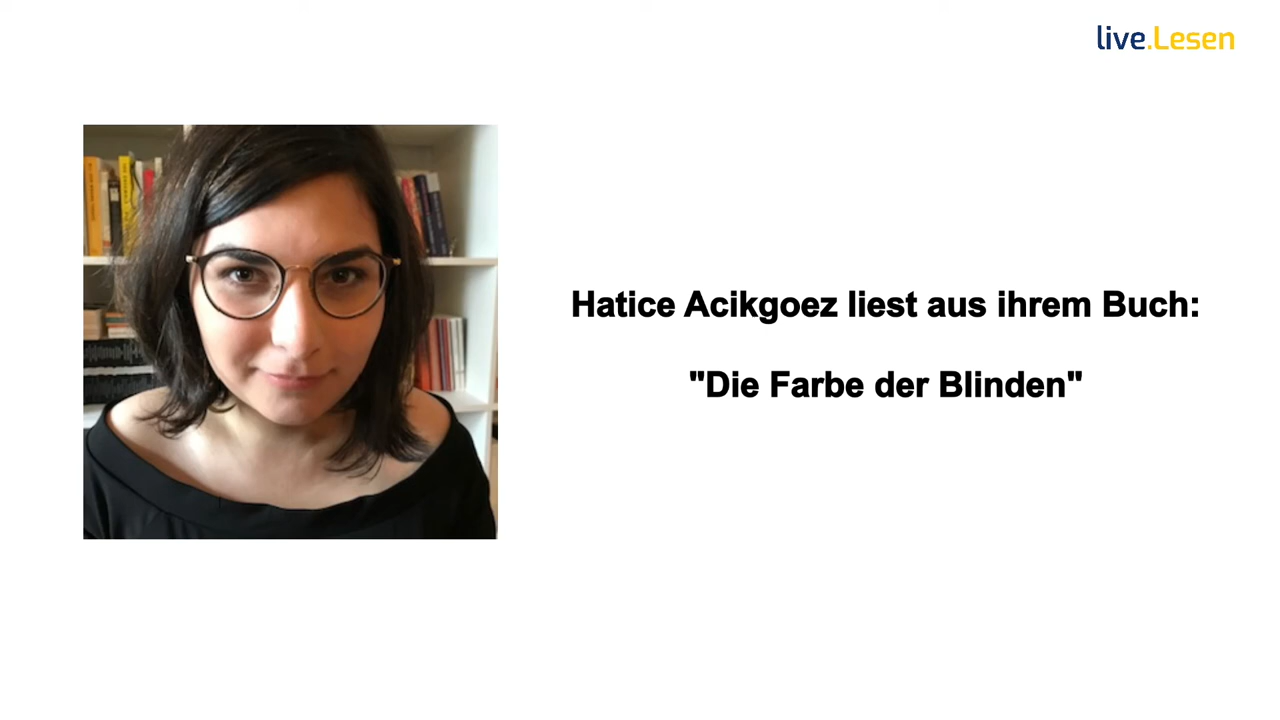 live.Lesen
Hatice Acikgoez liest aus ihrem Buch:
"Die Farbe der Blinden"